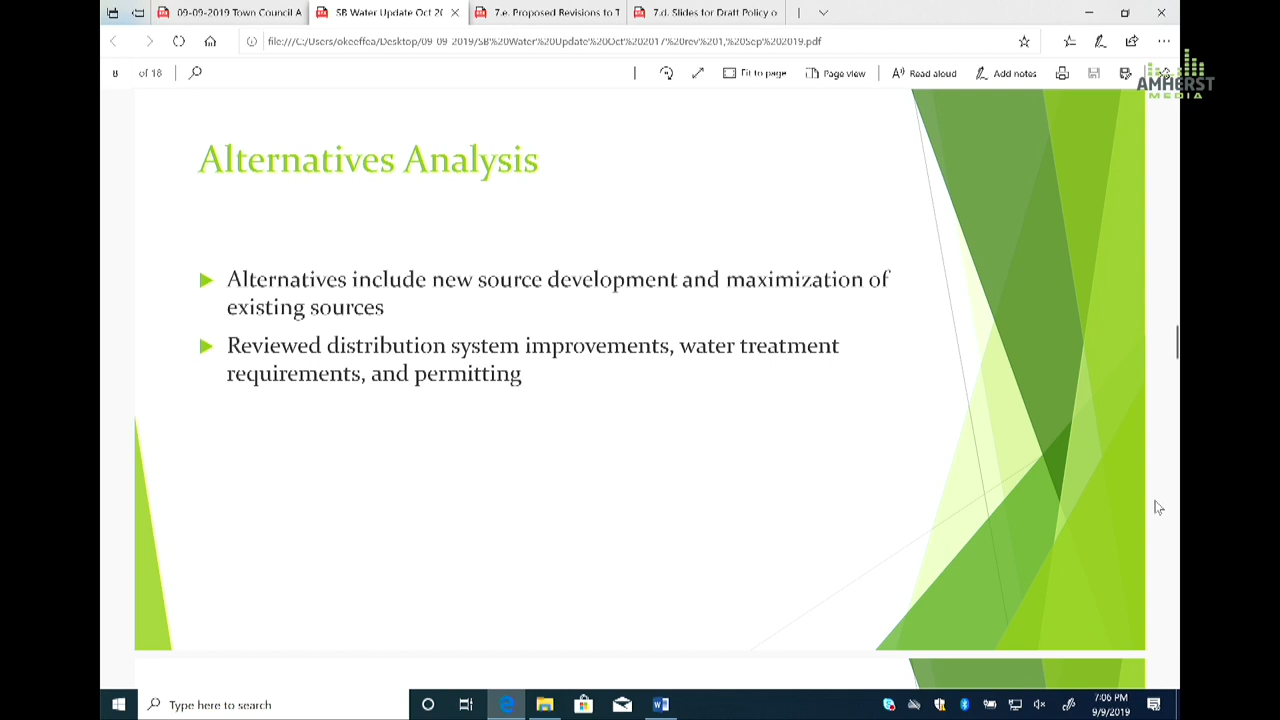 09-09-2019 Town Council A
SB Water Update Oct 20
7.e. Proposed Revisions to T
7.d. Slides for Draft Policy o
file:///C:/Users/okeeffea/Desktop/09-09-2019/SB%20Water%20Update%20Oct%202017%20rev%201,%20Sep%202019.pdf
8 of 18
Fit to page
Page view
Read aloud
Add notes
AMHERST
MEDIA
Alternatives Analysis
Alternatives include new source development and maximization of
existing sources
Reviewed distribution system improvements, water treatment
requirements, and permitting
Type here to search
7:06 PM
9/9/2019